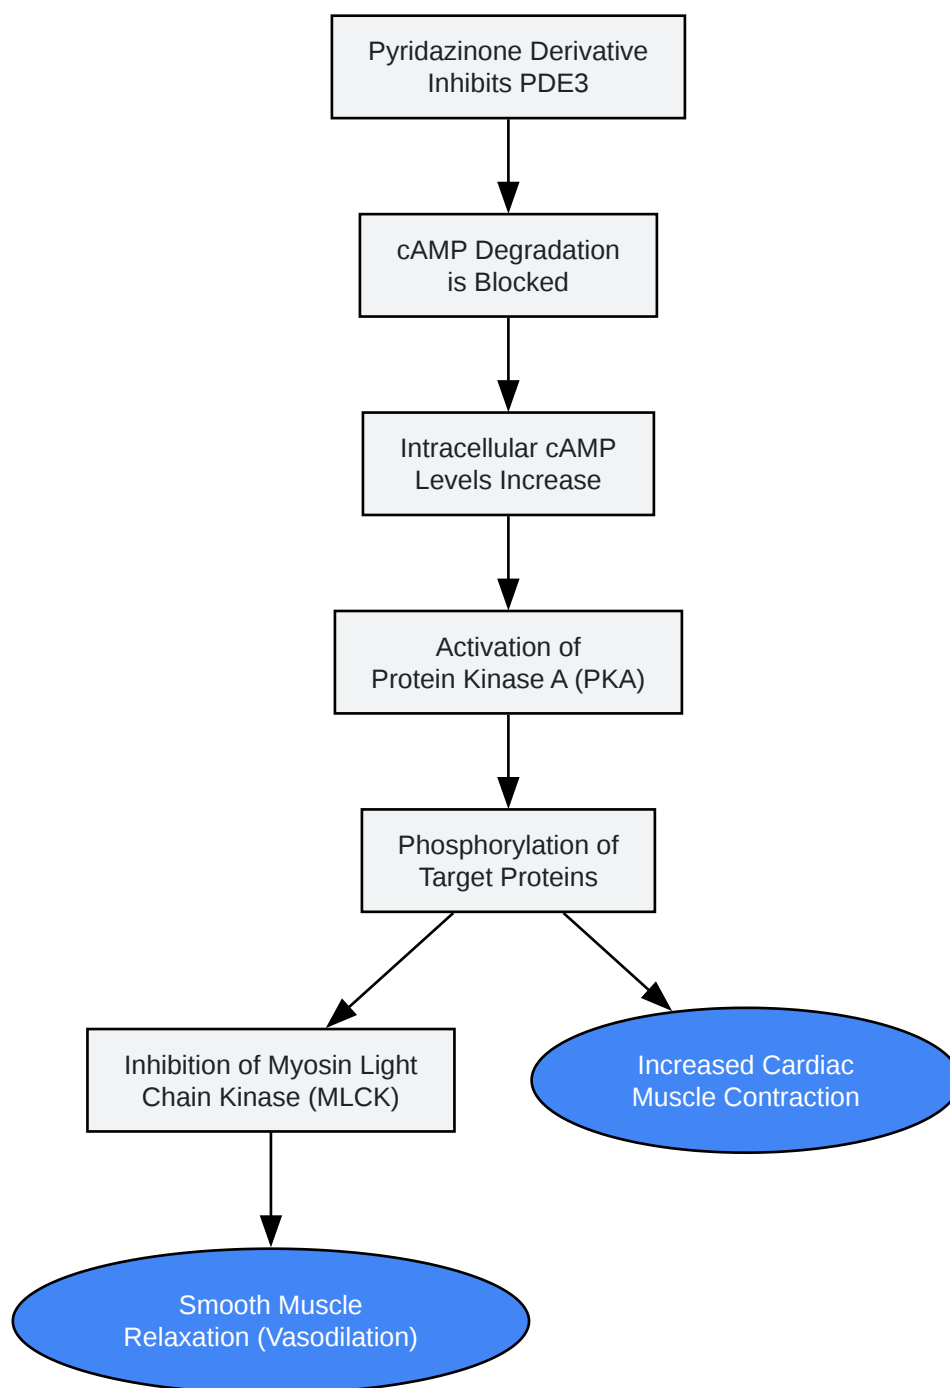 Pyridazinone Derivative
Inhibits PDE3
cAMP Degradation
is Blocked
Intracellular cAMP
Levels Increase
Activation of
Protein Kinase A (PKA)
Phosphorylation of
Target Proteins
Inhibition of Myosin Light
Chain Kinase (MLCK)
Increased Cardiac
Muscle Contraction
Smooth Muscle
Relaxation (Vasodilation)